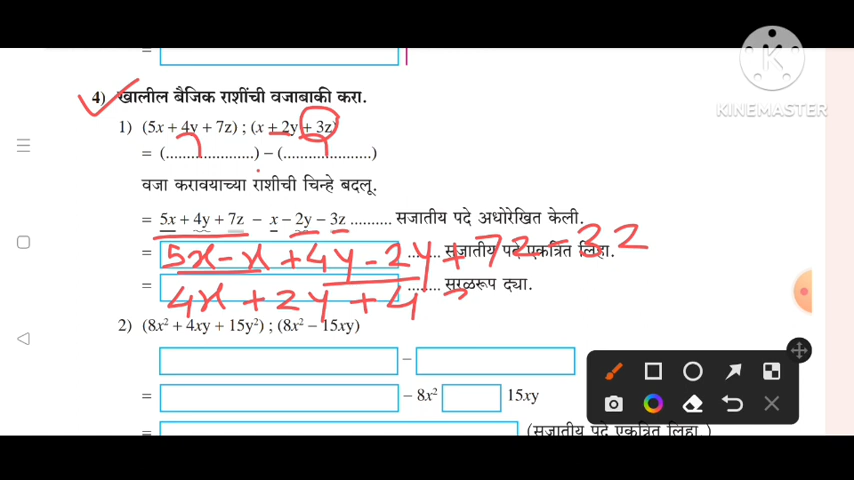 =
4) खालील बैजिक राशींची वजाबाकी करा.
KINEMASTER
1) (5x + 4y + 7z) ; (x + 2y + 3z)
= (......................) − (.....................)
वजा करावयाच्या राशीची चिन्हे बदलू.
= 5x + 4y + 7z − x − 2y − 3z .......... सजातीय पदे अधोरेखित केली.
= 5x − x + 4y − 2y + 7z − 3z ........ सजातीय पदे एकत्रित लिहा.
= 4x + 2y + 4z ........ सरळरूप द्या.
2) (8x² + 4xy + 15y²) ; (8x² − 15xy)
−
= − 8x² 15xy
= (सजातीय पदे एकत्रित लिहा.)